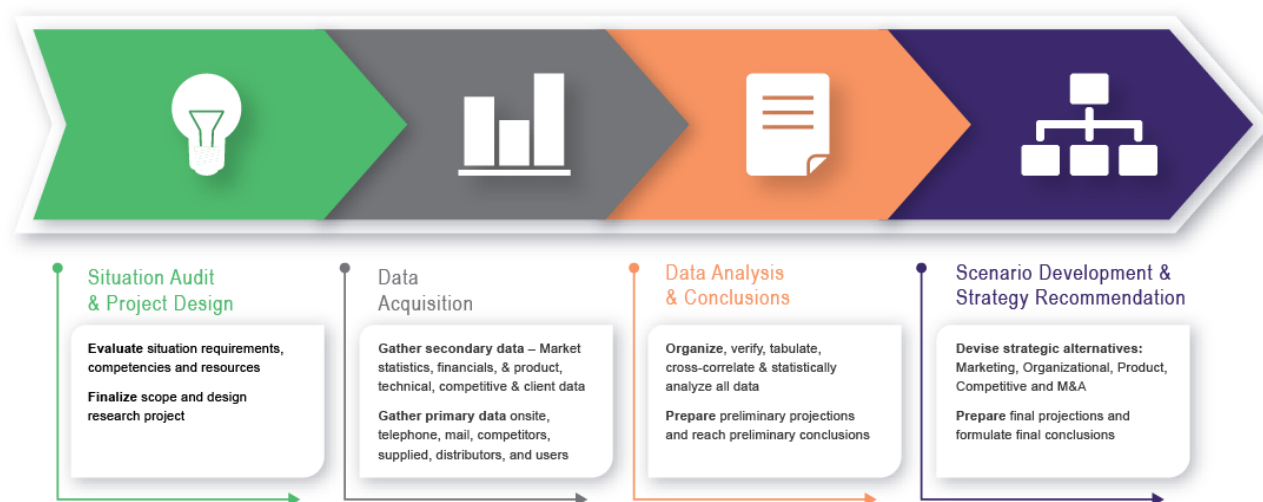 Situation Audit
& Project Design
Evaluate situation requirements,
competencies and resources
Finalize scope and design
research project
Data
Acquisition
Gather secondary data – Market
statistics, financials, & product,
technical, competitive & client data
Gather primary data onsite,
telephone, mail, competitors,
supplied, distributors, and users
Data Analysis
& Conclusions
Organize, verify, tabulate,
cross-correlate & statistically
analyze all data
Prepare preliminary projections
and reach preliminary conclusions
Scenario Development &
Strategy Recommendation
Devise strategic alternatives:
Marketing, Organizational, Product,
Competitive and M&A
Prepare final projections and
formulate final conclusions